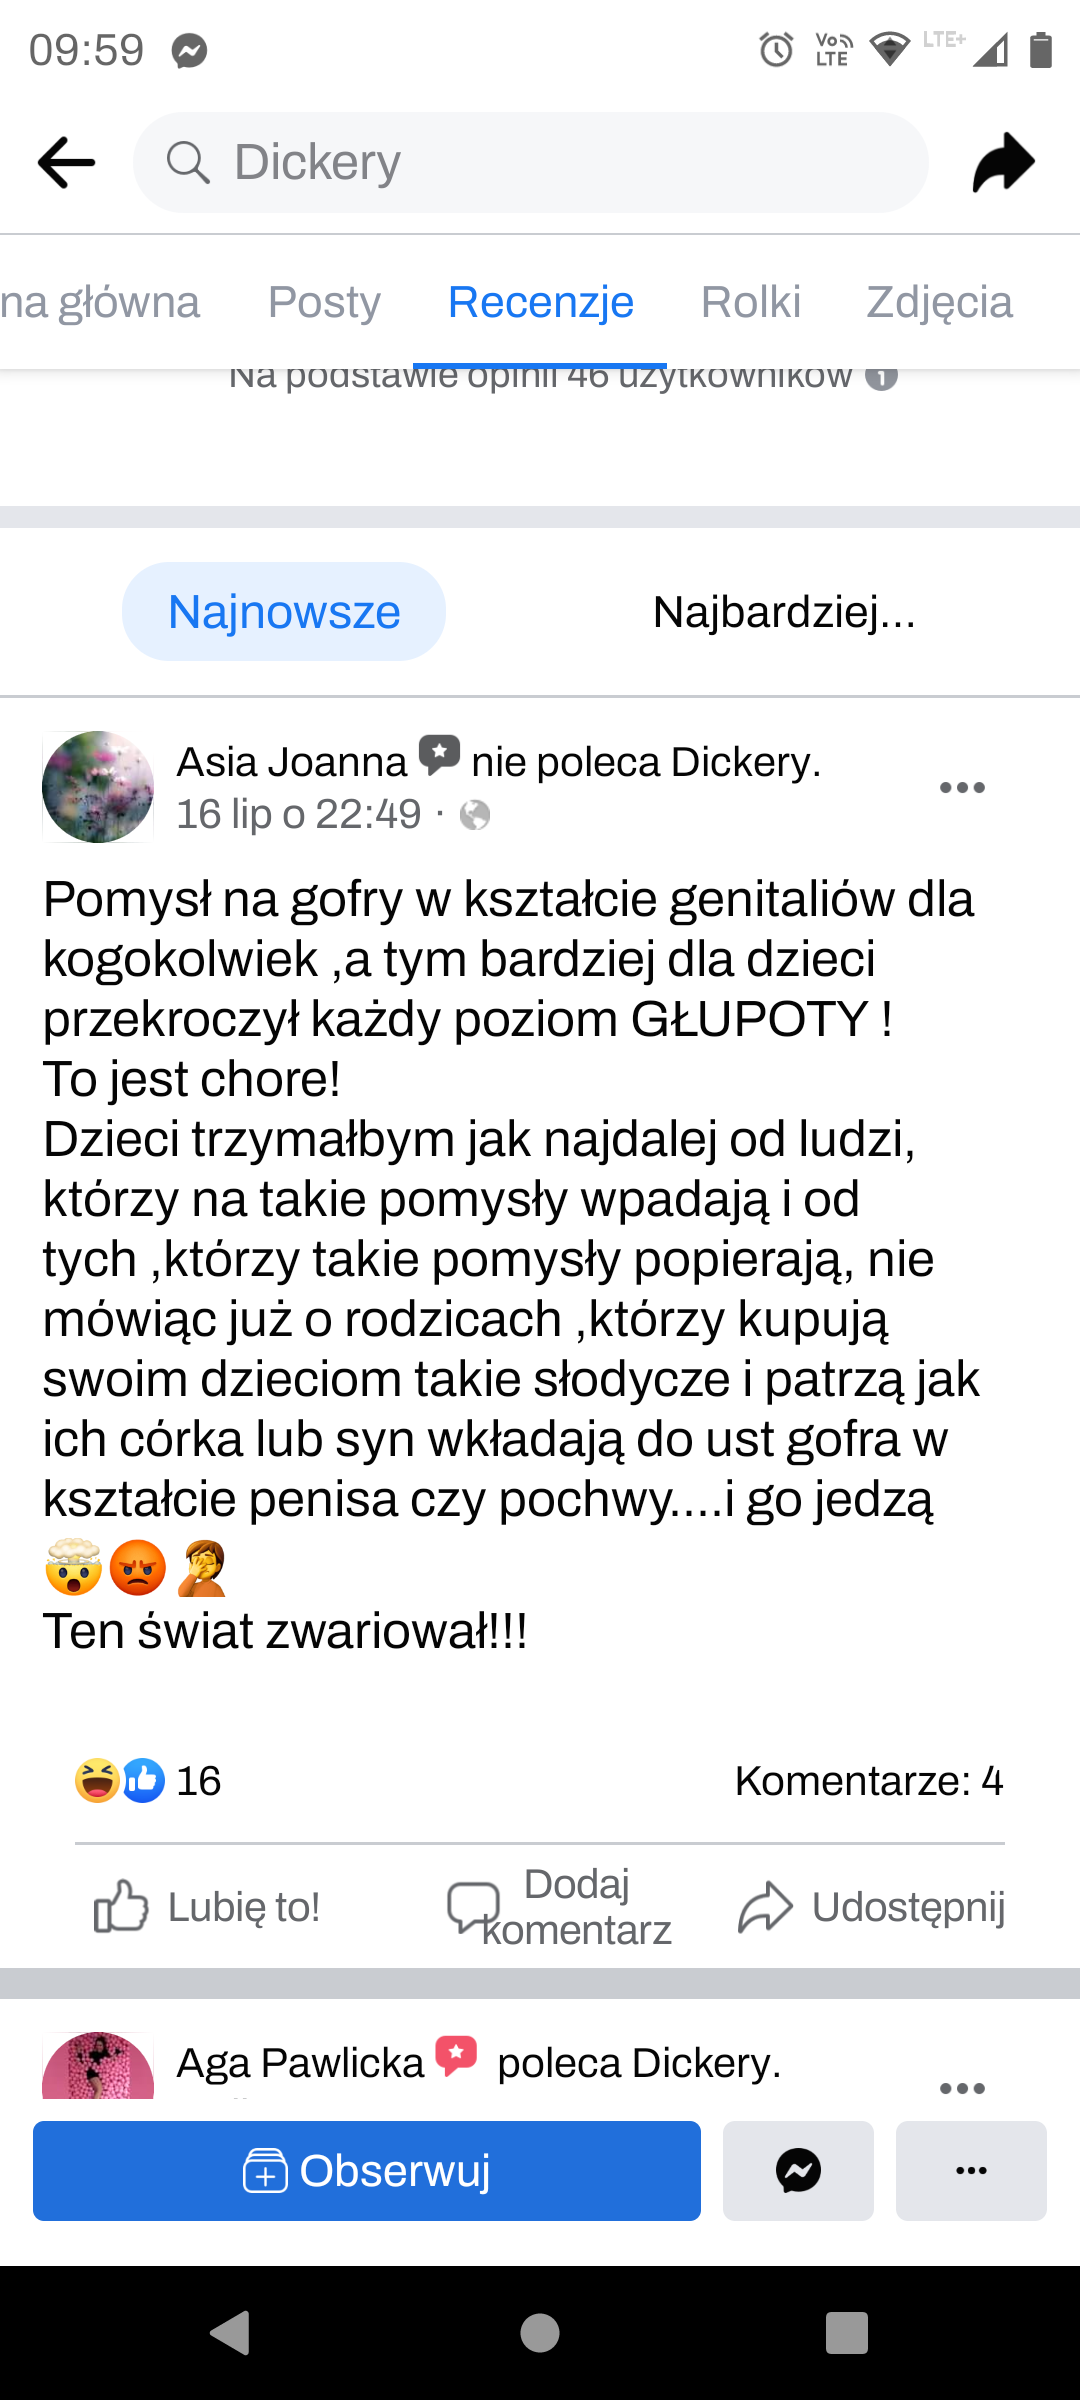 09:59
Vo LTE
LTE+
Dickery
na główna Posty Recenzje Rolki Zdjęcia
Na podstawie opinii 46 użytkowników
Najnowsze Najbardziej...
Asia Joanna nie poleca Dickery.
16 lip o 22:49 ·
Pomysł na gofry w kształcie genitaliów dla
kogokolwiek ,a tym bardziej dla dzieci
przekroczył każdy poziom GŁUPOTY !
To jest chore!
Dzieci trzymałbym jak najdalej od ludzi,
którzy na takie pomysły wpadają i od
tych ,którzy takie pomysły popierają, nie
mówiąc już o rodzicach ,którzy kupują
swoim dzieciom takie słodycze i patrzą jak
ich córka lub syn wkładają do ust gofra w
kształcie penisa czy pochwy....i go jedzą
🤯😡🤦
Ten świat zwariował!!!
16 Komentarze: 4
Lubię to! Dodaj komentarz Udostępnij
Aga Pawlicka poleca Dickery.
Obserwuj